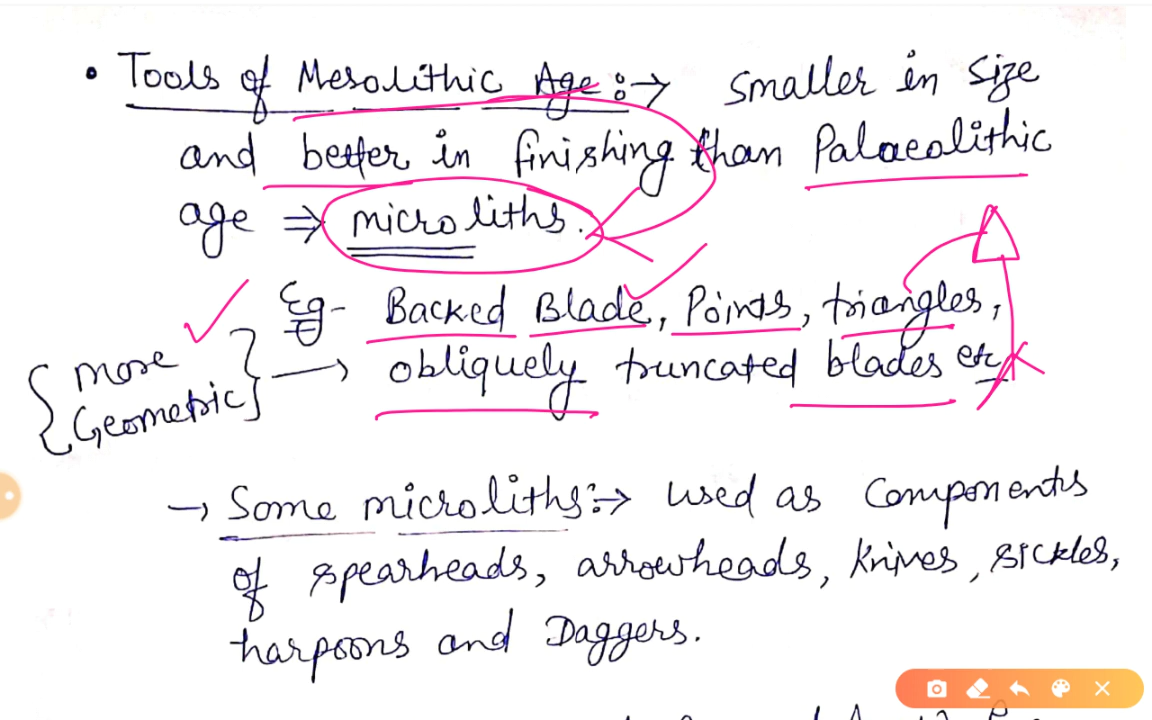 • Tools of Mesolithic Age :→ smaller in size
and better in finishing than Palaeolithic
age ⇒ microliths.
Eg- Backed Blade, Points, triangles,
{more Geometric} → obliquely truncated blades etc
→ Some microliths :→ used as components
of spearheads, arrowheads, knives, sickles,
harpoons and Daggers.